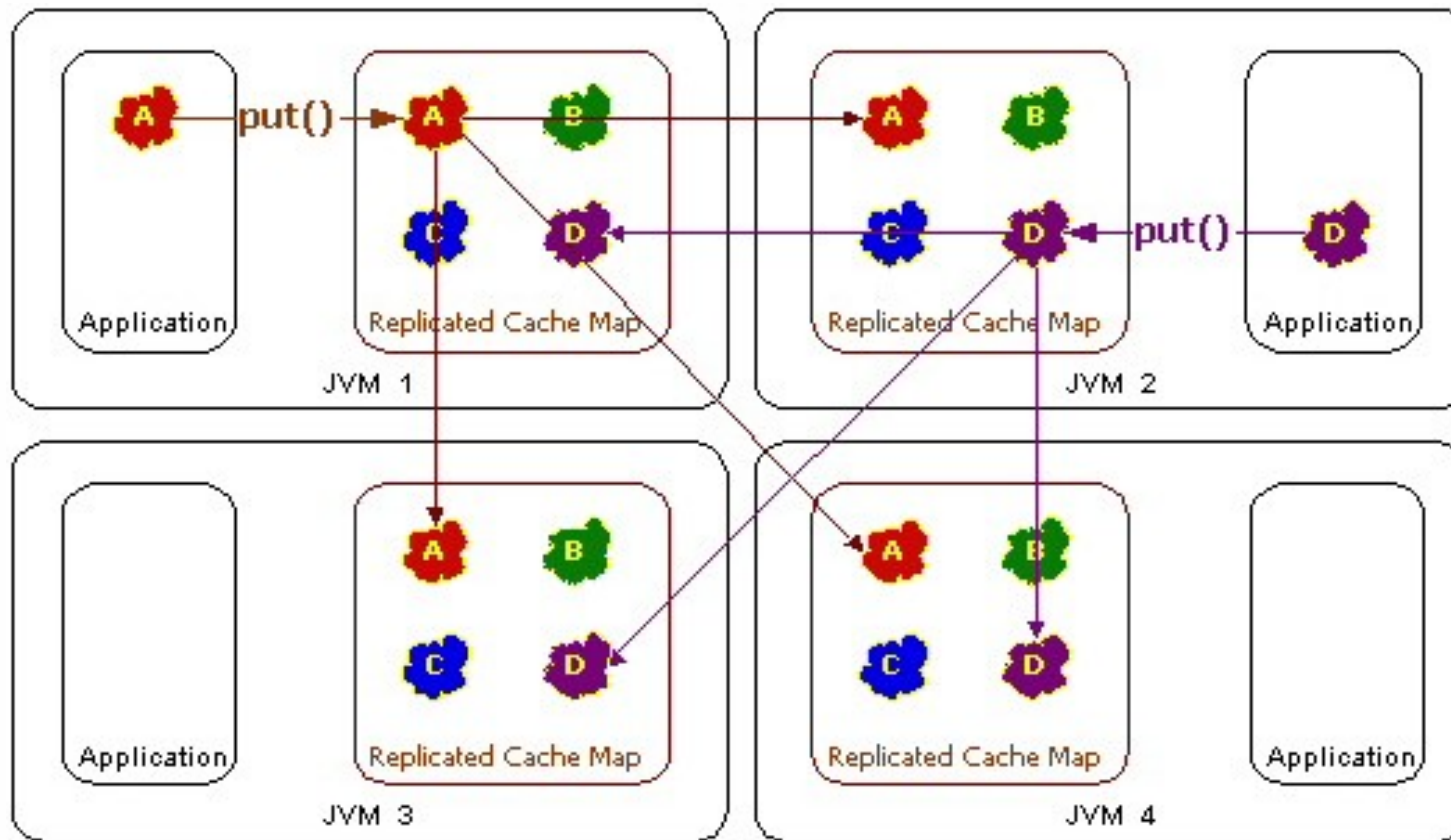 A put() A B A B
C D C D put() D
Application Replicated Cache Map Replicated Cache Map Application
JVM 1 JVM 2
A B A B
C D C D
Application Replicated Cache Map Replicated Cache Map Application
JVM 3 JVM 4